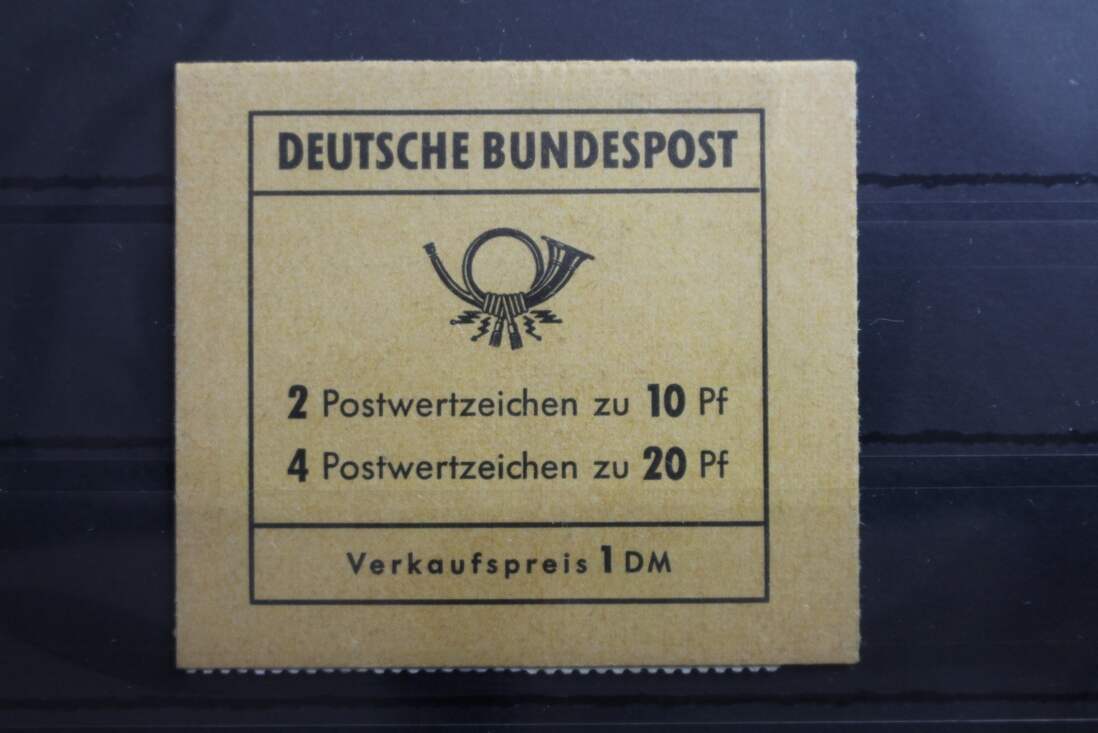 DEUTSCHE BUNDESPOST
2 Postwertzeichen zu 10 Pf
4 Postwertzeichen zu 20 Pf
Verkaufspreis 1 DM